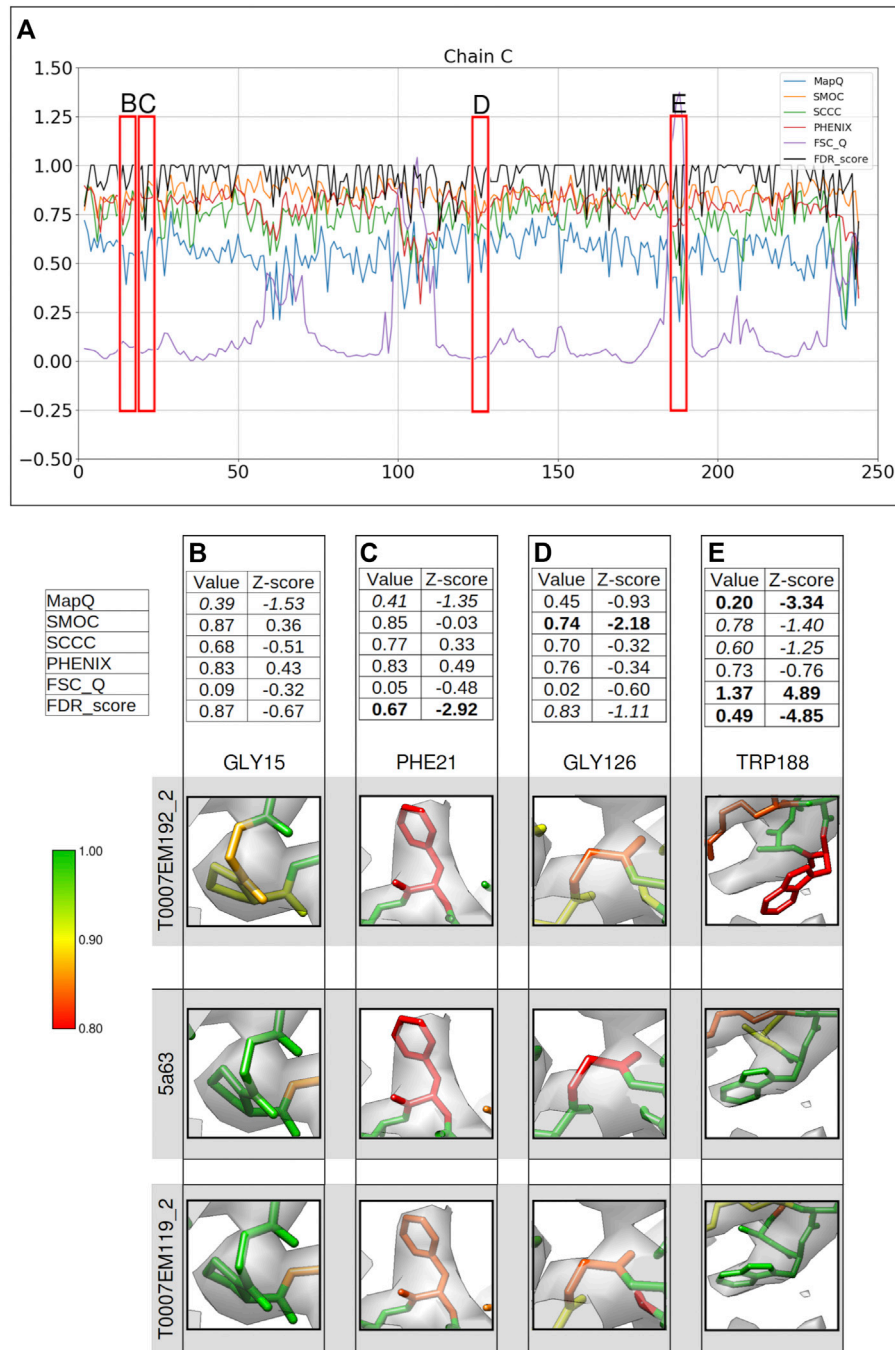 A
Chain C
1.50
1.25
1.00
0.75
0.50
0.25
0.00
−0.25
−0.50
0
50
100
150
200
250
B C D E
MapQ
SMOC
SCCC
PHENIX
FSC_Q
FDR_score
B C D E
Value Z-score Value Z-score Value Z-score Value Z-score
MapQ 0.39 -1.53 0.41 -1.35 0.45 -0.93 0.20 -3.34
SMOC 0.87 0.36 0.85 -0.03 0.74 -2.18 0.78 -1.40
SCCC 0.68 -0.51 0.77 0.33 0.70 -0.32 0.60 -1.25
PHENIX 0.83 0.43 0.83 0.49 0.76 -0.34 0.73 -0.76
FSC_Q 0.09 -0.32 0.05 -0.48 0.02 -0.60 1.37 4.89
FDR_score 0.87 -0.67 0.67 -2.92 0.83 -1.11 0.49 -4.85
GLY15 PHE21 GLY126 TRP188
T0007EM192_2
1.00
0.90
0.80
5a63
T0007EM119_2